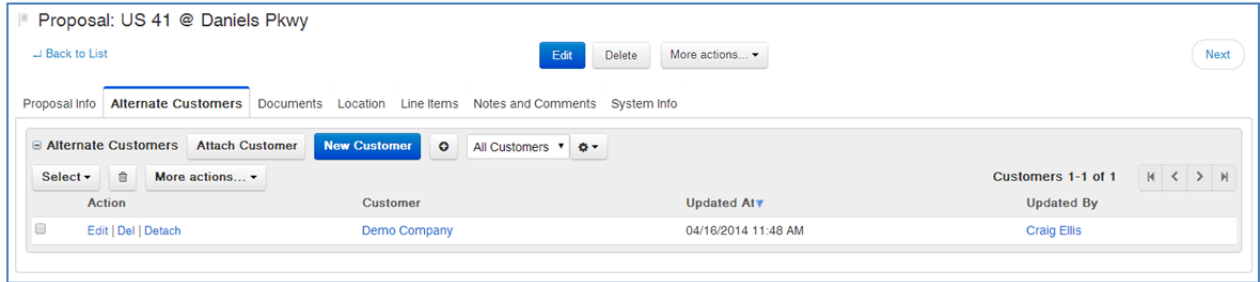 Proposal: US 41 @ Daniels Pkwy
Back to List Edit Delete More actions... Next
Proposal Info Alternate Customers Documents Location Line Items Notes and Comments System Info
Alternate Customers Attach Customer New Customer All Customers
Select More actions... Customers 1-1 of 1
Action Customer Updated At Updated By
Edit | Del | Detach Demo Company 04/16/2014 11:48 AM Craig Ellis